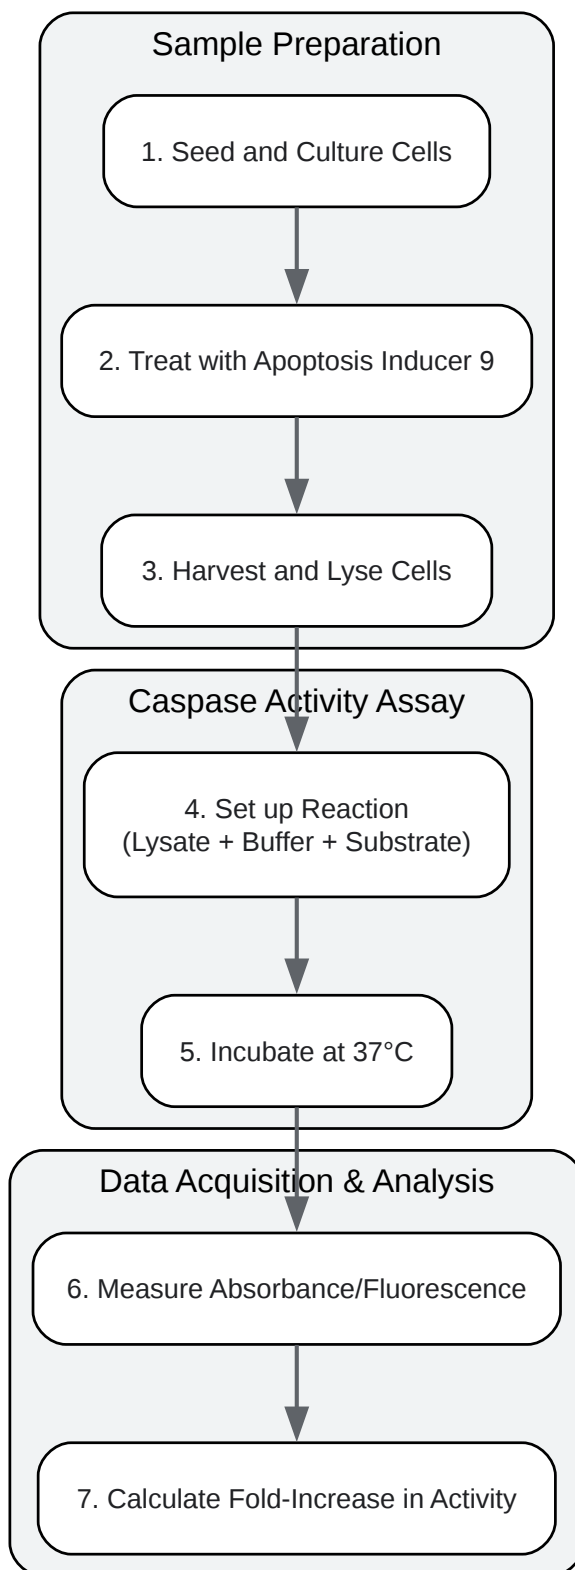 Sample Preparation
1. Seed and Culture Cells
2. Treat with Apoptosis Inducer 9
3. Harvest and Lyse Cells
Caspase Activity Assay
4. Set up Reaction
(Lysate + Buffer + Substrate)
5. Incubate at 37°C
Data Acquisition & Analysis
6. Measure Absorbance/Fluorescence
7. Calculate Fold-Increase in Activity